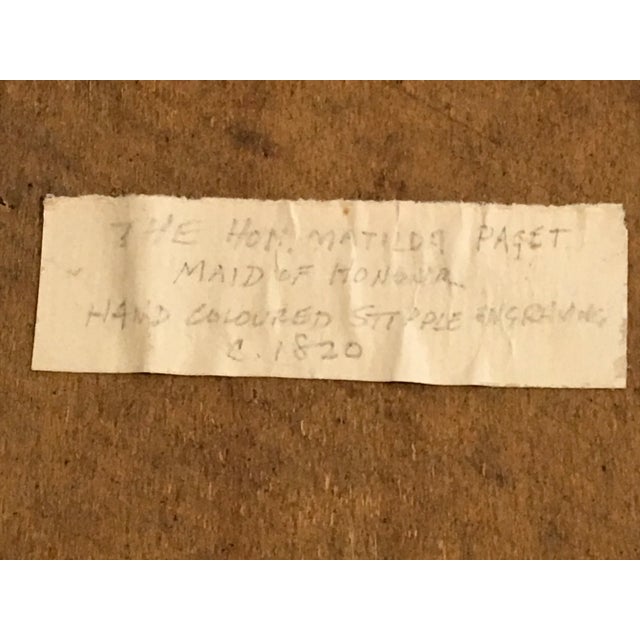 THE HON. MATILDA PAGET
MAID OF HONOUR
HAND COLOURED STIPPLE ENGRAVING
C. 1820